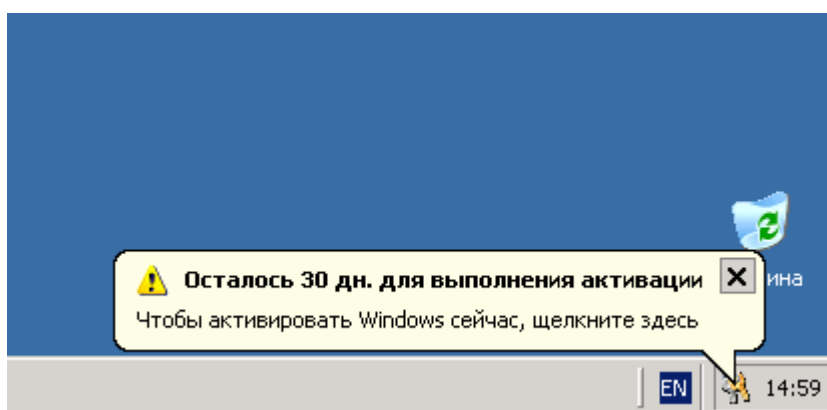 Осталось 30 дн. для выполнения активации
ина
Чтобы активировать Windows сейчас, щелкните здесь
EN
14:59